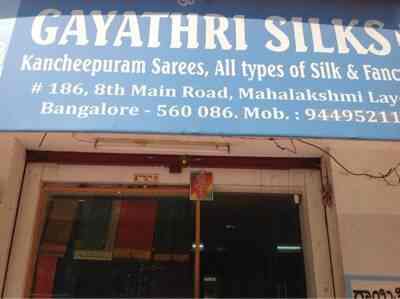 GAYATHRI SILKS
Kancheepuram Sarees, All types of Silk & Fanc
# 186, 8th Main Road, Mahalakshmi Lay
Bangalore - 560 086. Mob. : 94495211